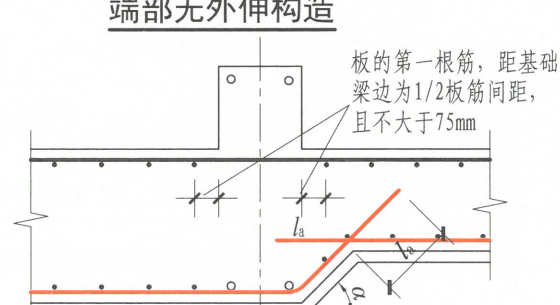 端部无外伸构造
板的第一根筋，距基础
梁边为1/2板筋间距，
且不大于75mm
la
la
α